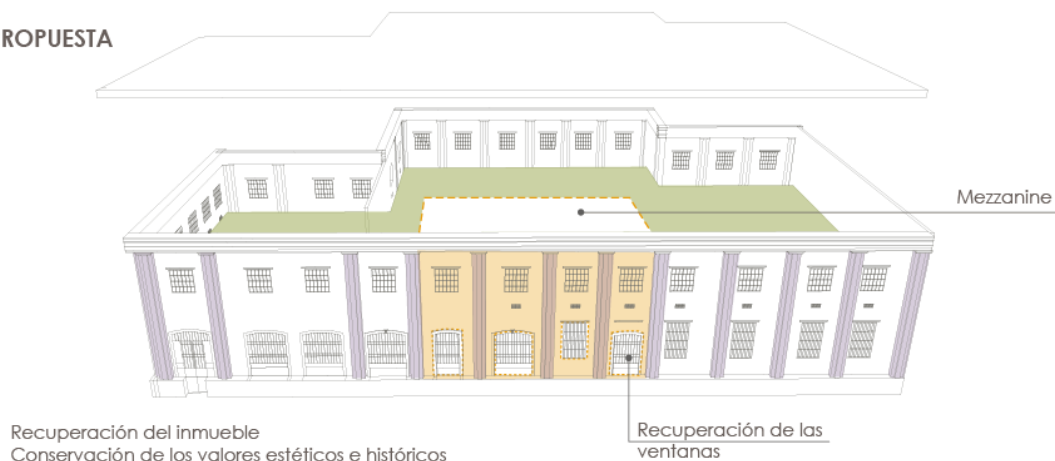 ROPUESTA
Mezzanine
Recuperación de las
ventanas
Recuperación del inmueble
Conservación de los valores estéticos e históricos